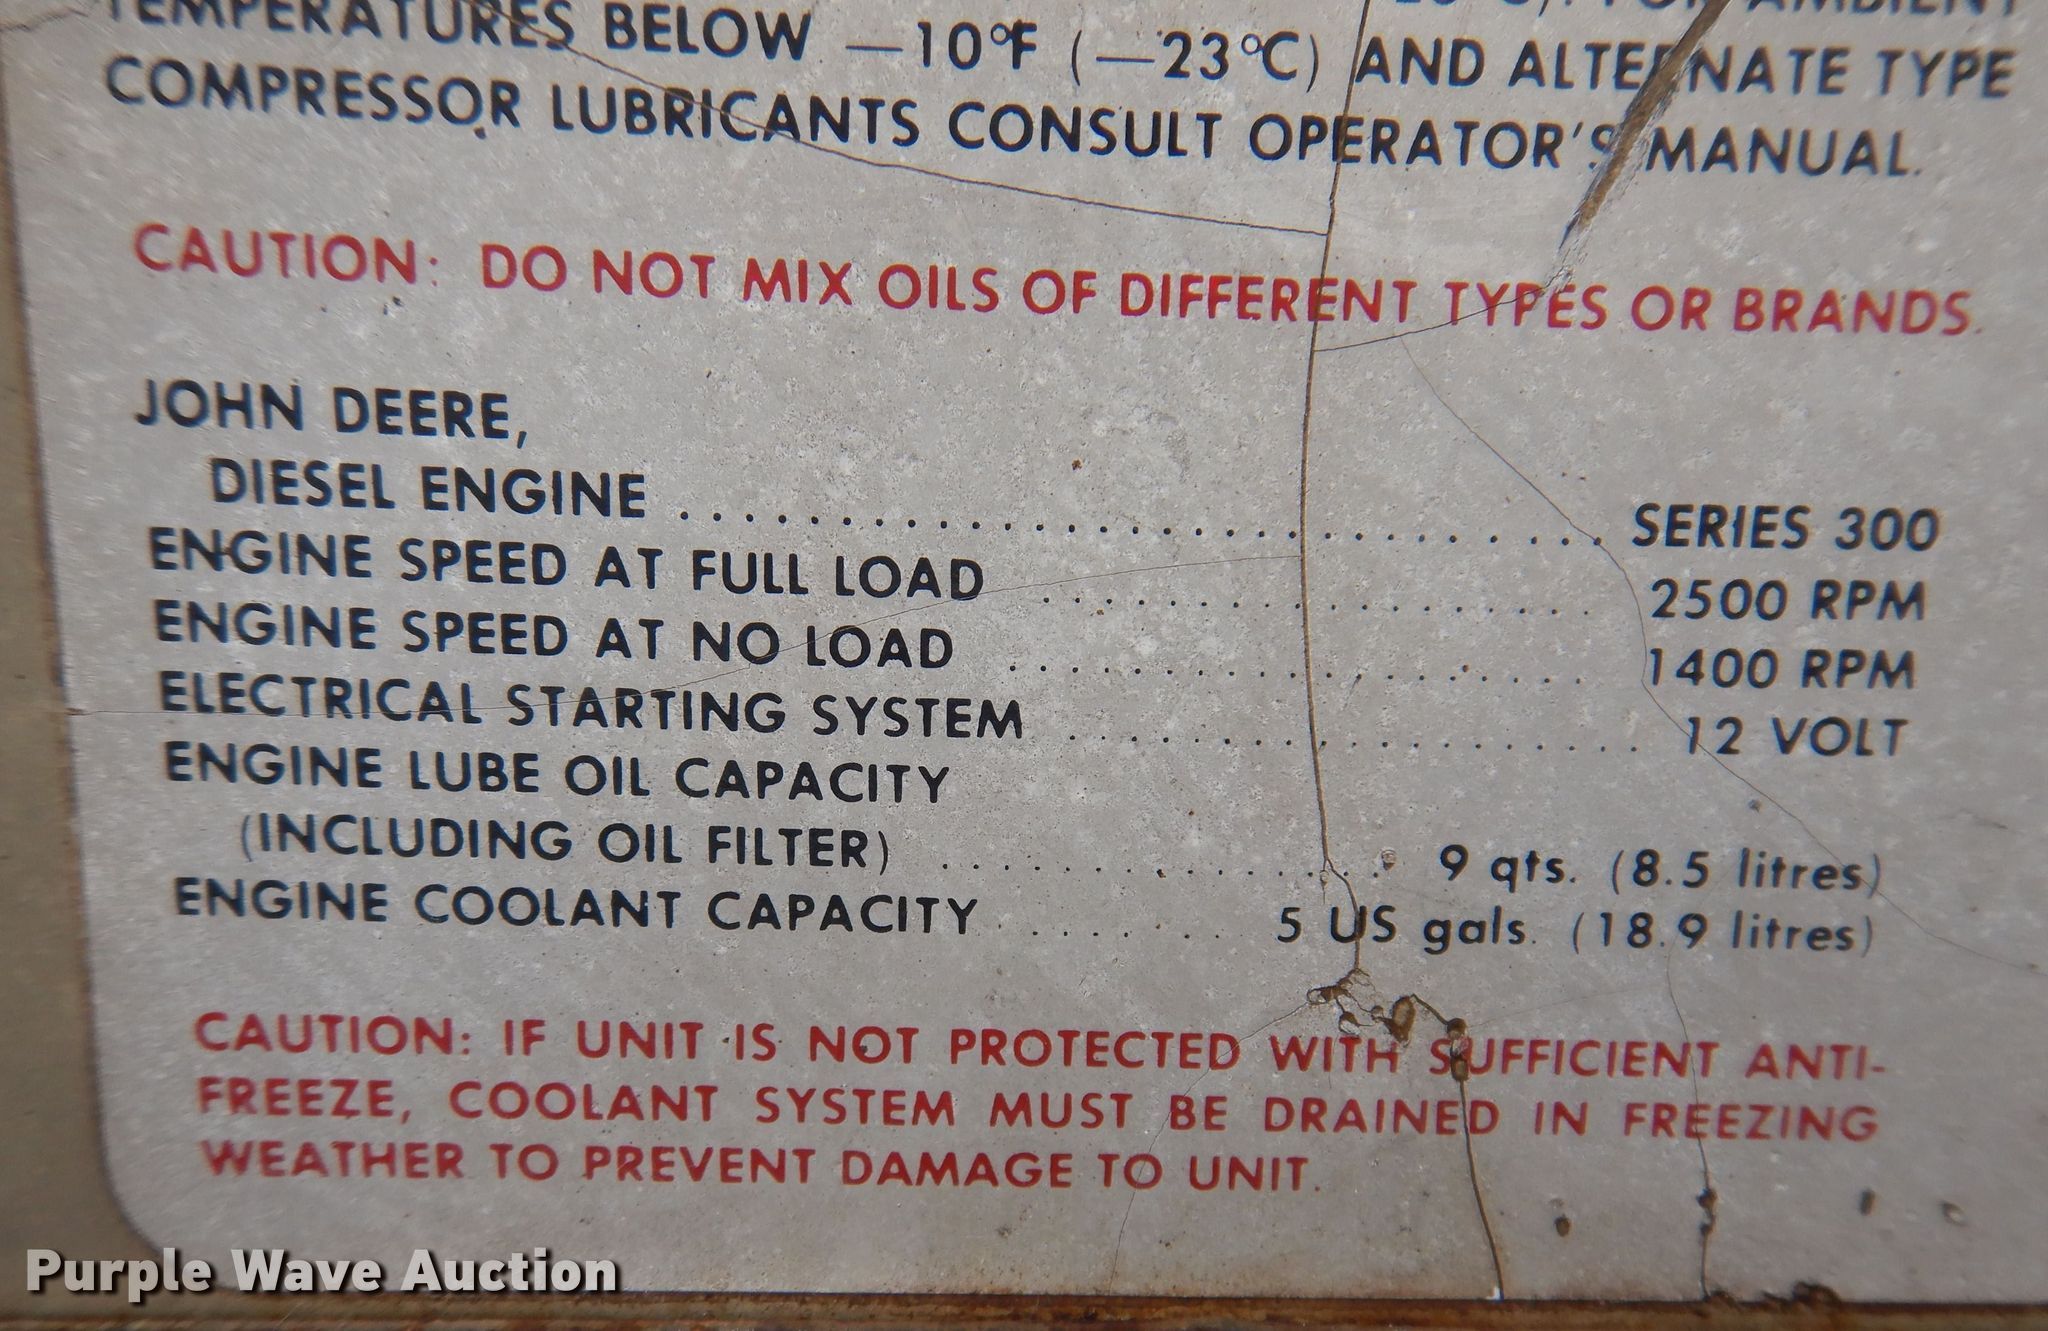 TEMPERATURES BELOW —10°F (—23°C) AND ALTERNATE TYPE
COMPRESSOR LUBRICANTS CONSULT OPERATOR'S MANUAL.
CAUTION: DO NOT MIX OILS OF DIFFERENT TYPES OR BRANDS.
JOHN DEERE,
DIESEL ENGINE .............................. SERIES 300
ENGINE SPEED AT FULL LOAD .................. 2500 RPM
ENGINE SPEED AT NO LOAD .................. 1400 RPM
ELECTRICAL STARTING SYSTEM .................. 12 VOLT
ENGINE LUBE OIL CAPACITY
(INCLUDING OIL FILTER) ............... 9 qts. (8.5 litres)
ENGINE COOLANT CAPACITY ......... 5 US gals. (18.9 litres)
CAUTION: IF UNIT IS NOT PROTECTED WITH SUFFICIENT ANTI-
FREEZE, COOLANT SYSTEM MUST BE DRAINED IN FREEZING
WEATHER TO PREVENT DAMAGE TO UNIT.
Purple Wave Auction